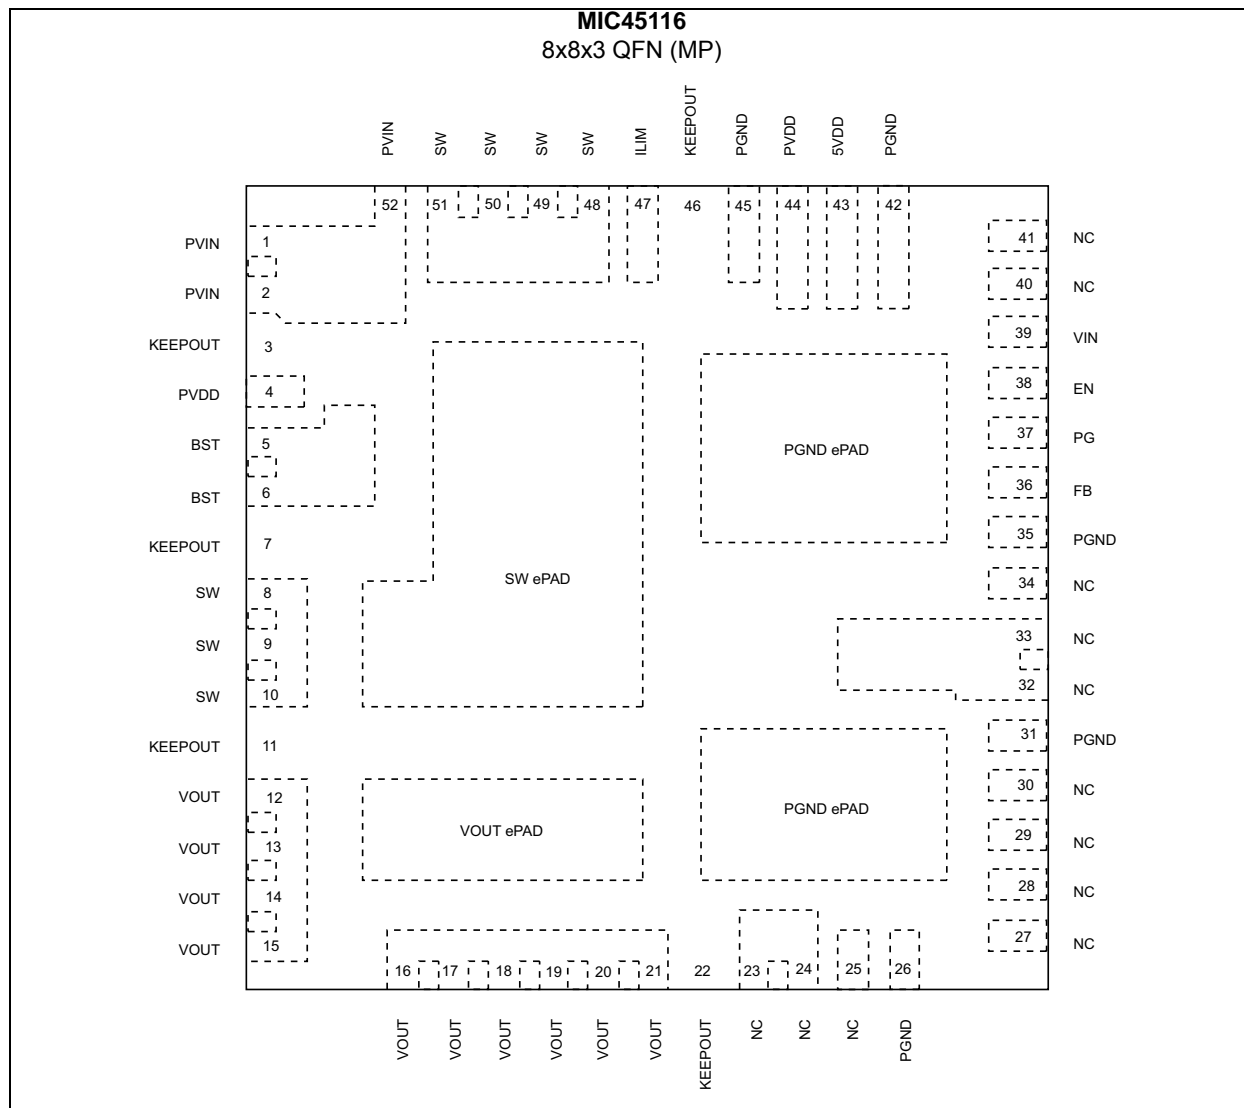 MIC45116
8x8x3 QFN (MP)
PVIN
SW
SW
SW
SW
ILIM
KEEPOUT
PGND
PVDD
5VDD
PGND
52
51
50
49
48
47
46
45
44
43
42
PVIN
1
41
NC
PVIN
2
40
NC
KEEPOUT
3
39
VIN
PVDD
4
38
EN
BST
5
37
PG
PGND ePAD
BST
6
36
FB
KEEPOUT
7
35
PGND
SW
8
SW ePAD
34
NC
SW
9
33
NC
SW
10
32
NC
KEEPOUT
11
31
PGND
VOUT
12
30
NC
VOUT
13
VOUT ePAD
PGND ePAD
29
NC
VOUT
14
28
NC
VOUT
15
27
NC
16
17
18
19
20
21
22
23
24
25
26
VOUT
VOUT
VOUT
VOUT
VOUT
VOUT
KEEPOUT
NC
NC
NC
PGND